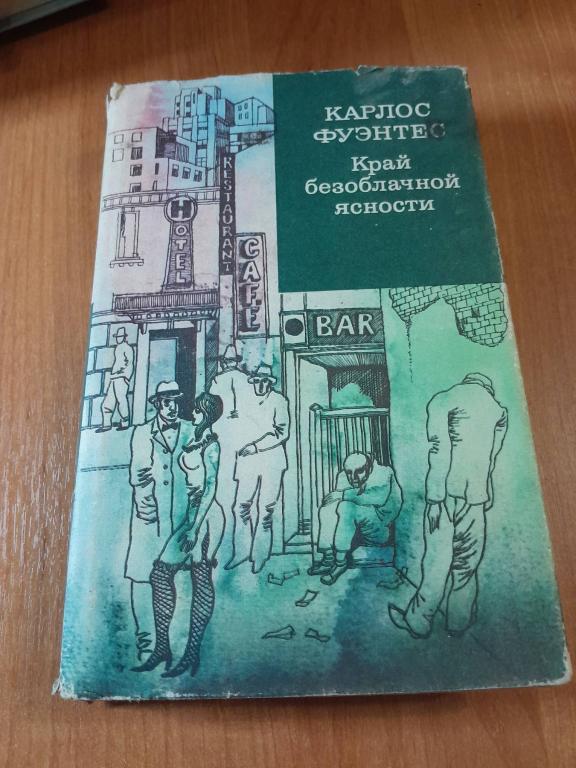 КАРЛОС
ФУЭНТЕС
Край
безоблачной
ясности
HOTEL
RESTAURANT
CAFE
BAR